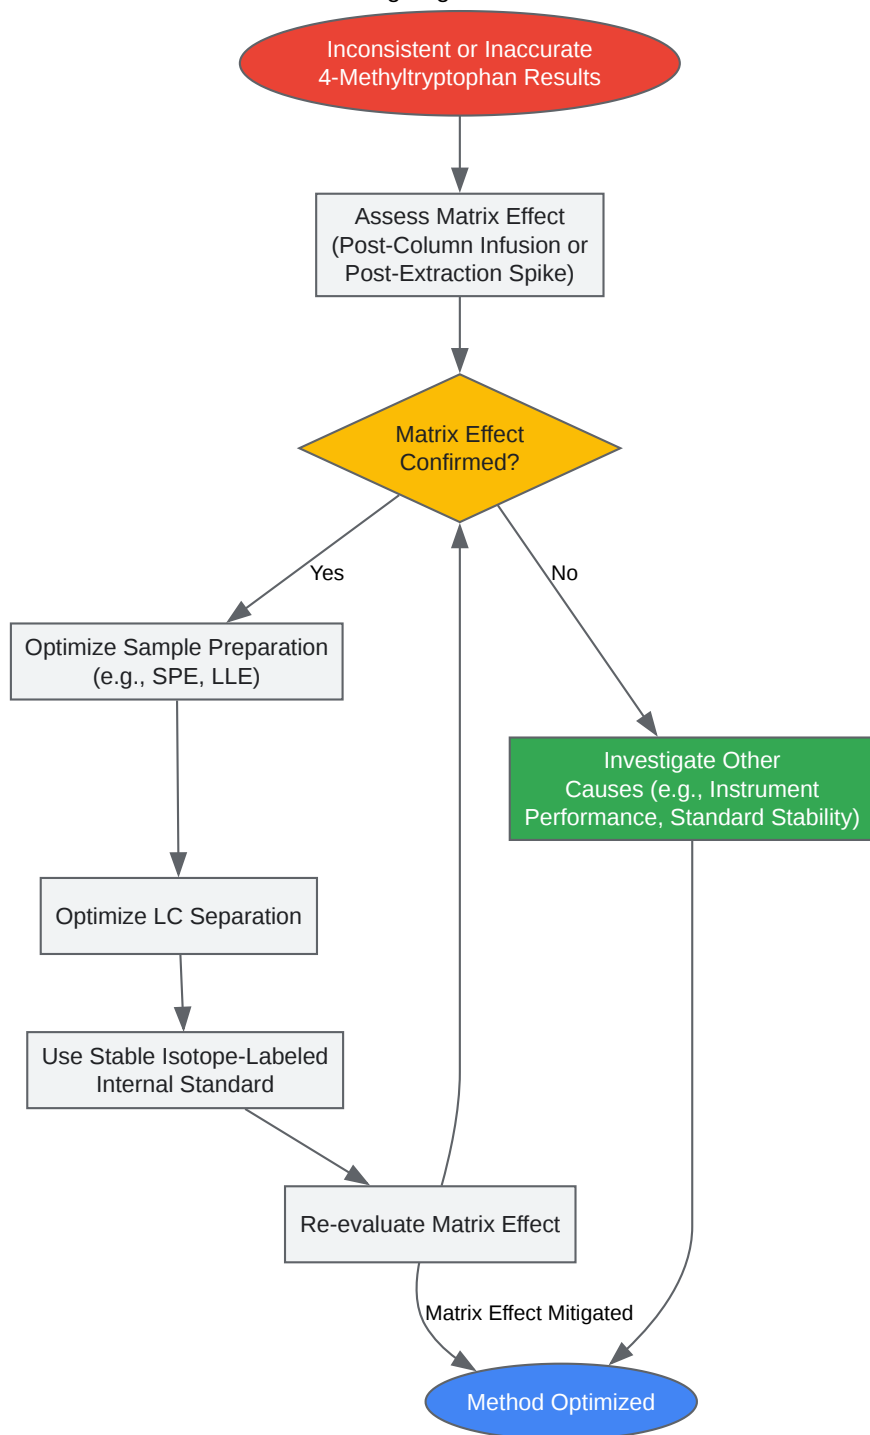 Inconsistent or Inaccurate
4-Methyltryptophan Results
Assess Matrix Effect
(Post-Column Infusion or
Post-Extraction Spike)
Matrix Effect
Confirmed?
Yes
No
Optimize Sample Preparation
(e.g., SPE, LLE)
Investigate Other
Causes (e.g., Instrument
Performance, Standard Stability)
Optimize LC Separation
Use Stable Isotope-Labeled
Internal Standard
Re-evaluate Matrix Effect
Matrix Effect Mitigated
Method Optimized